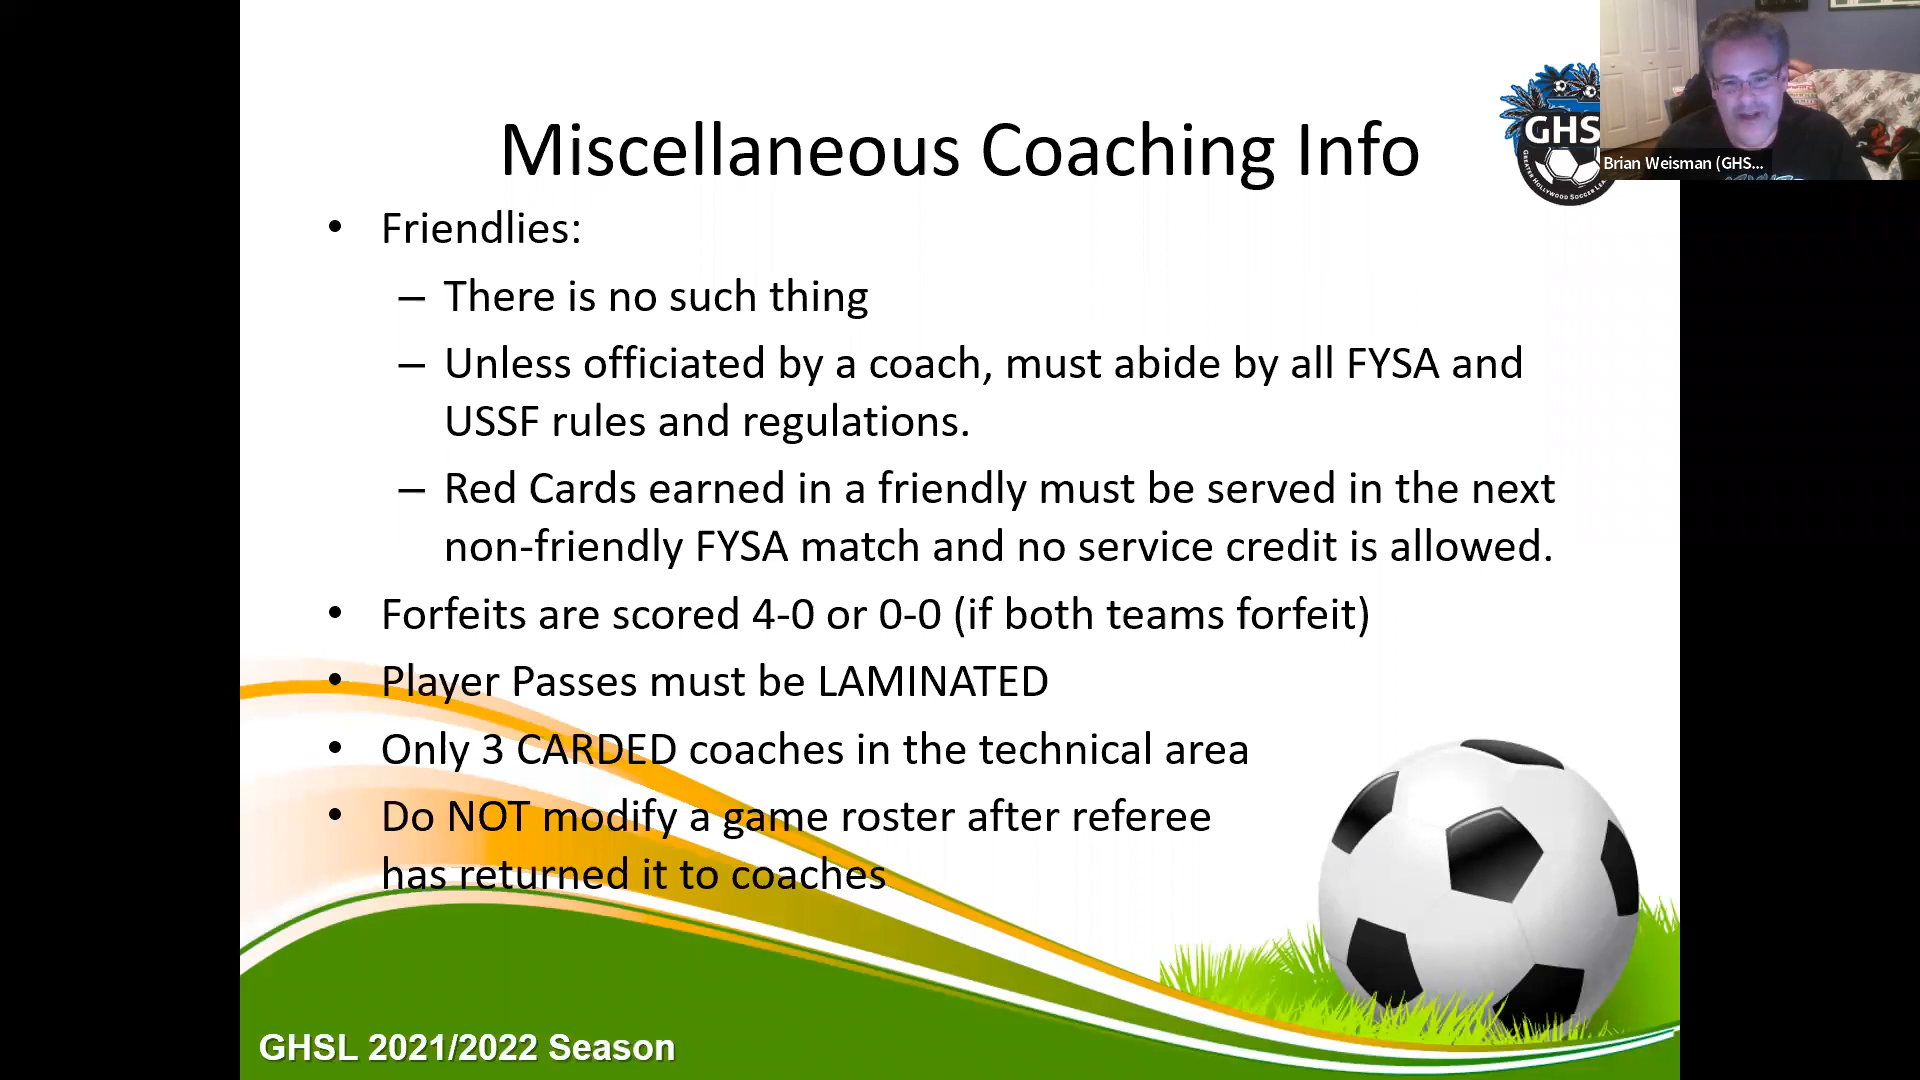 Miscellaneous Coaching Info
GHS
GREATER HOLLYWOOD SOCCER
Brian Weisman (GHS...
• Friendlies:
– There is no such thing
– Unless officiated by a coach, must abide by all FYSA and
USSF rules and regulations.
– Red Cards earned in a friendly must be served in the next
non-friendly FYSA match and no service credit is allowed.
• Forfeits are scored 4-0 or 0-0 (if both teams forfeit)
• Player Passes must be LAMINATED
• Only 3 CARDED coaches in the technical area
• Do NOT modify a game roster after referee
has returned it to coaches
GHSL 2021/2022 Season